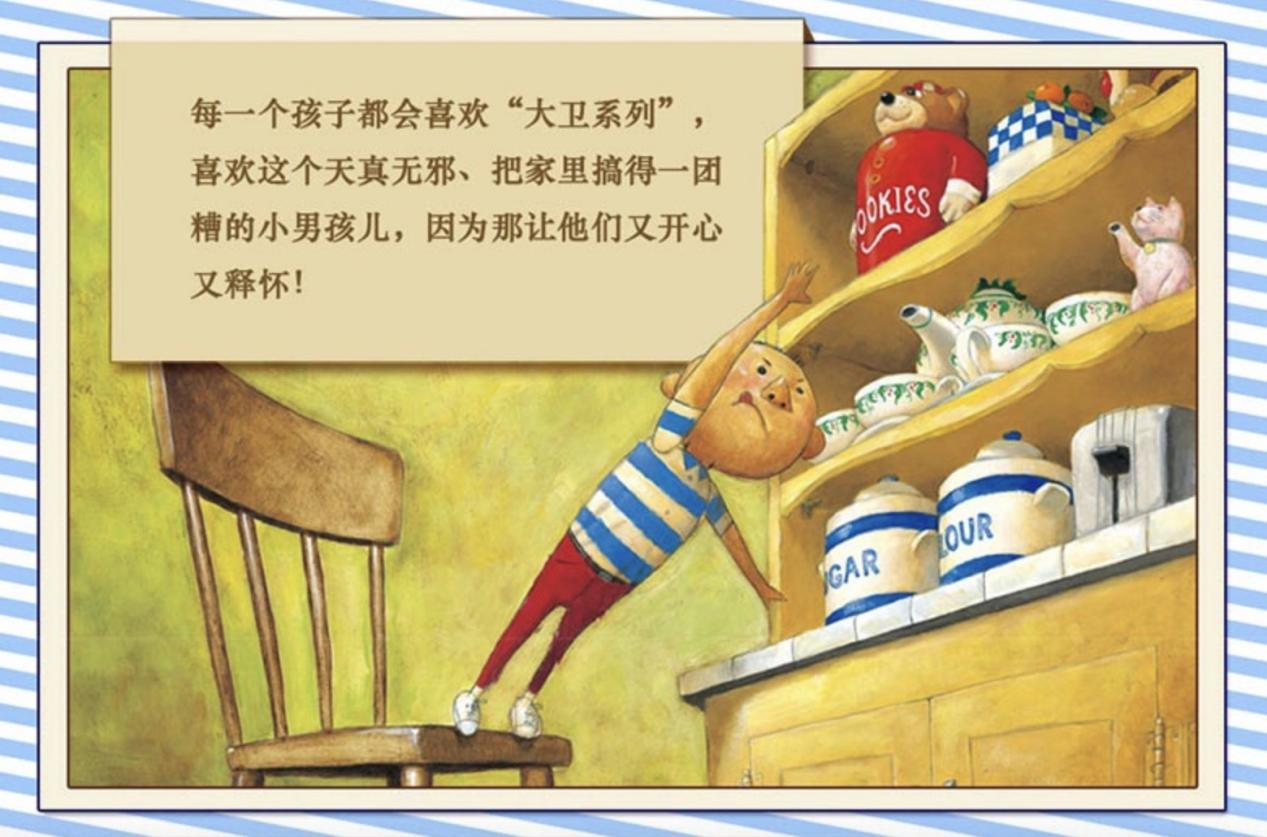 每一个孩子都会喜欢“大卫系列”，
喜欢这个天真无邪、把家里搞得一团
糟的小男孩儿，因为那让他们又开心
又释怀！
OOKIES
GAR
LOUR